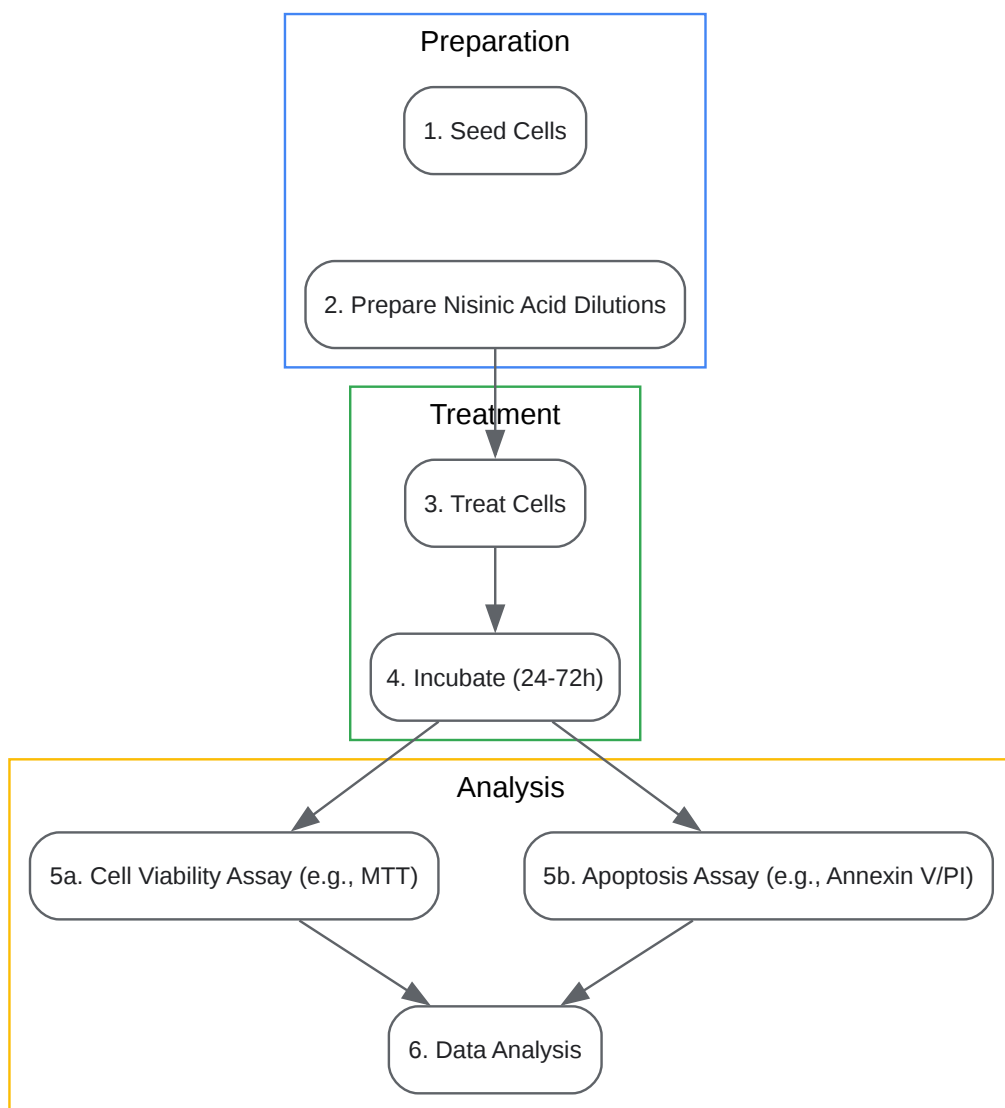 Preparation
1. Seed Cells
2. Prepare Nisinic Acid Dilutions
Treatment
3. Treat Cells
4. Incubate (24-72h)
Analysis
5a. Cell Viability Assay (e.g., MTT)
5b. Apoptosis Assay (e.g., Annexin V/PI)
6. Data Analysis